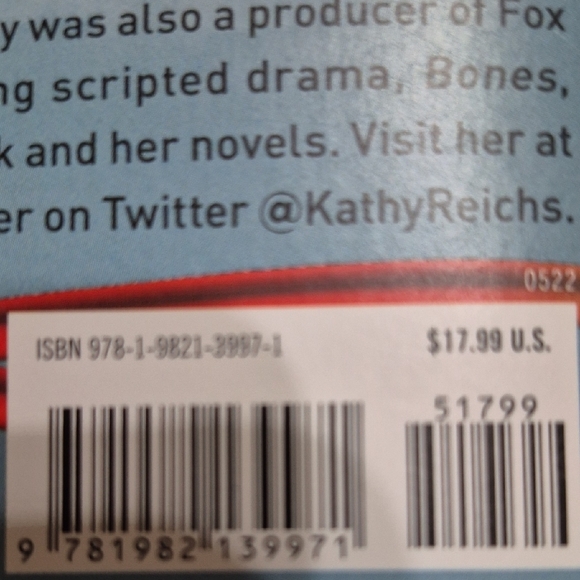 y was also a producer of Fox
ng scripted drama, Bones,
k and her novels. Visit her at
er on Twitter @KathyReichs.
0522
ISBN 978-1-9821-3997-1
$17.99 U.S.
51799
9 781982 139971